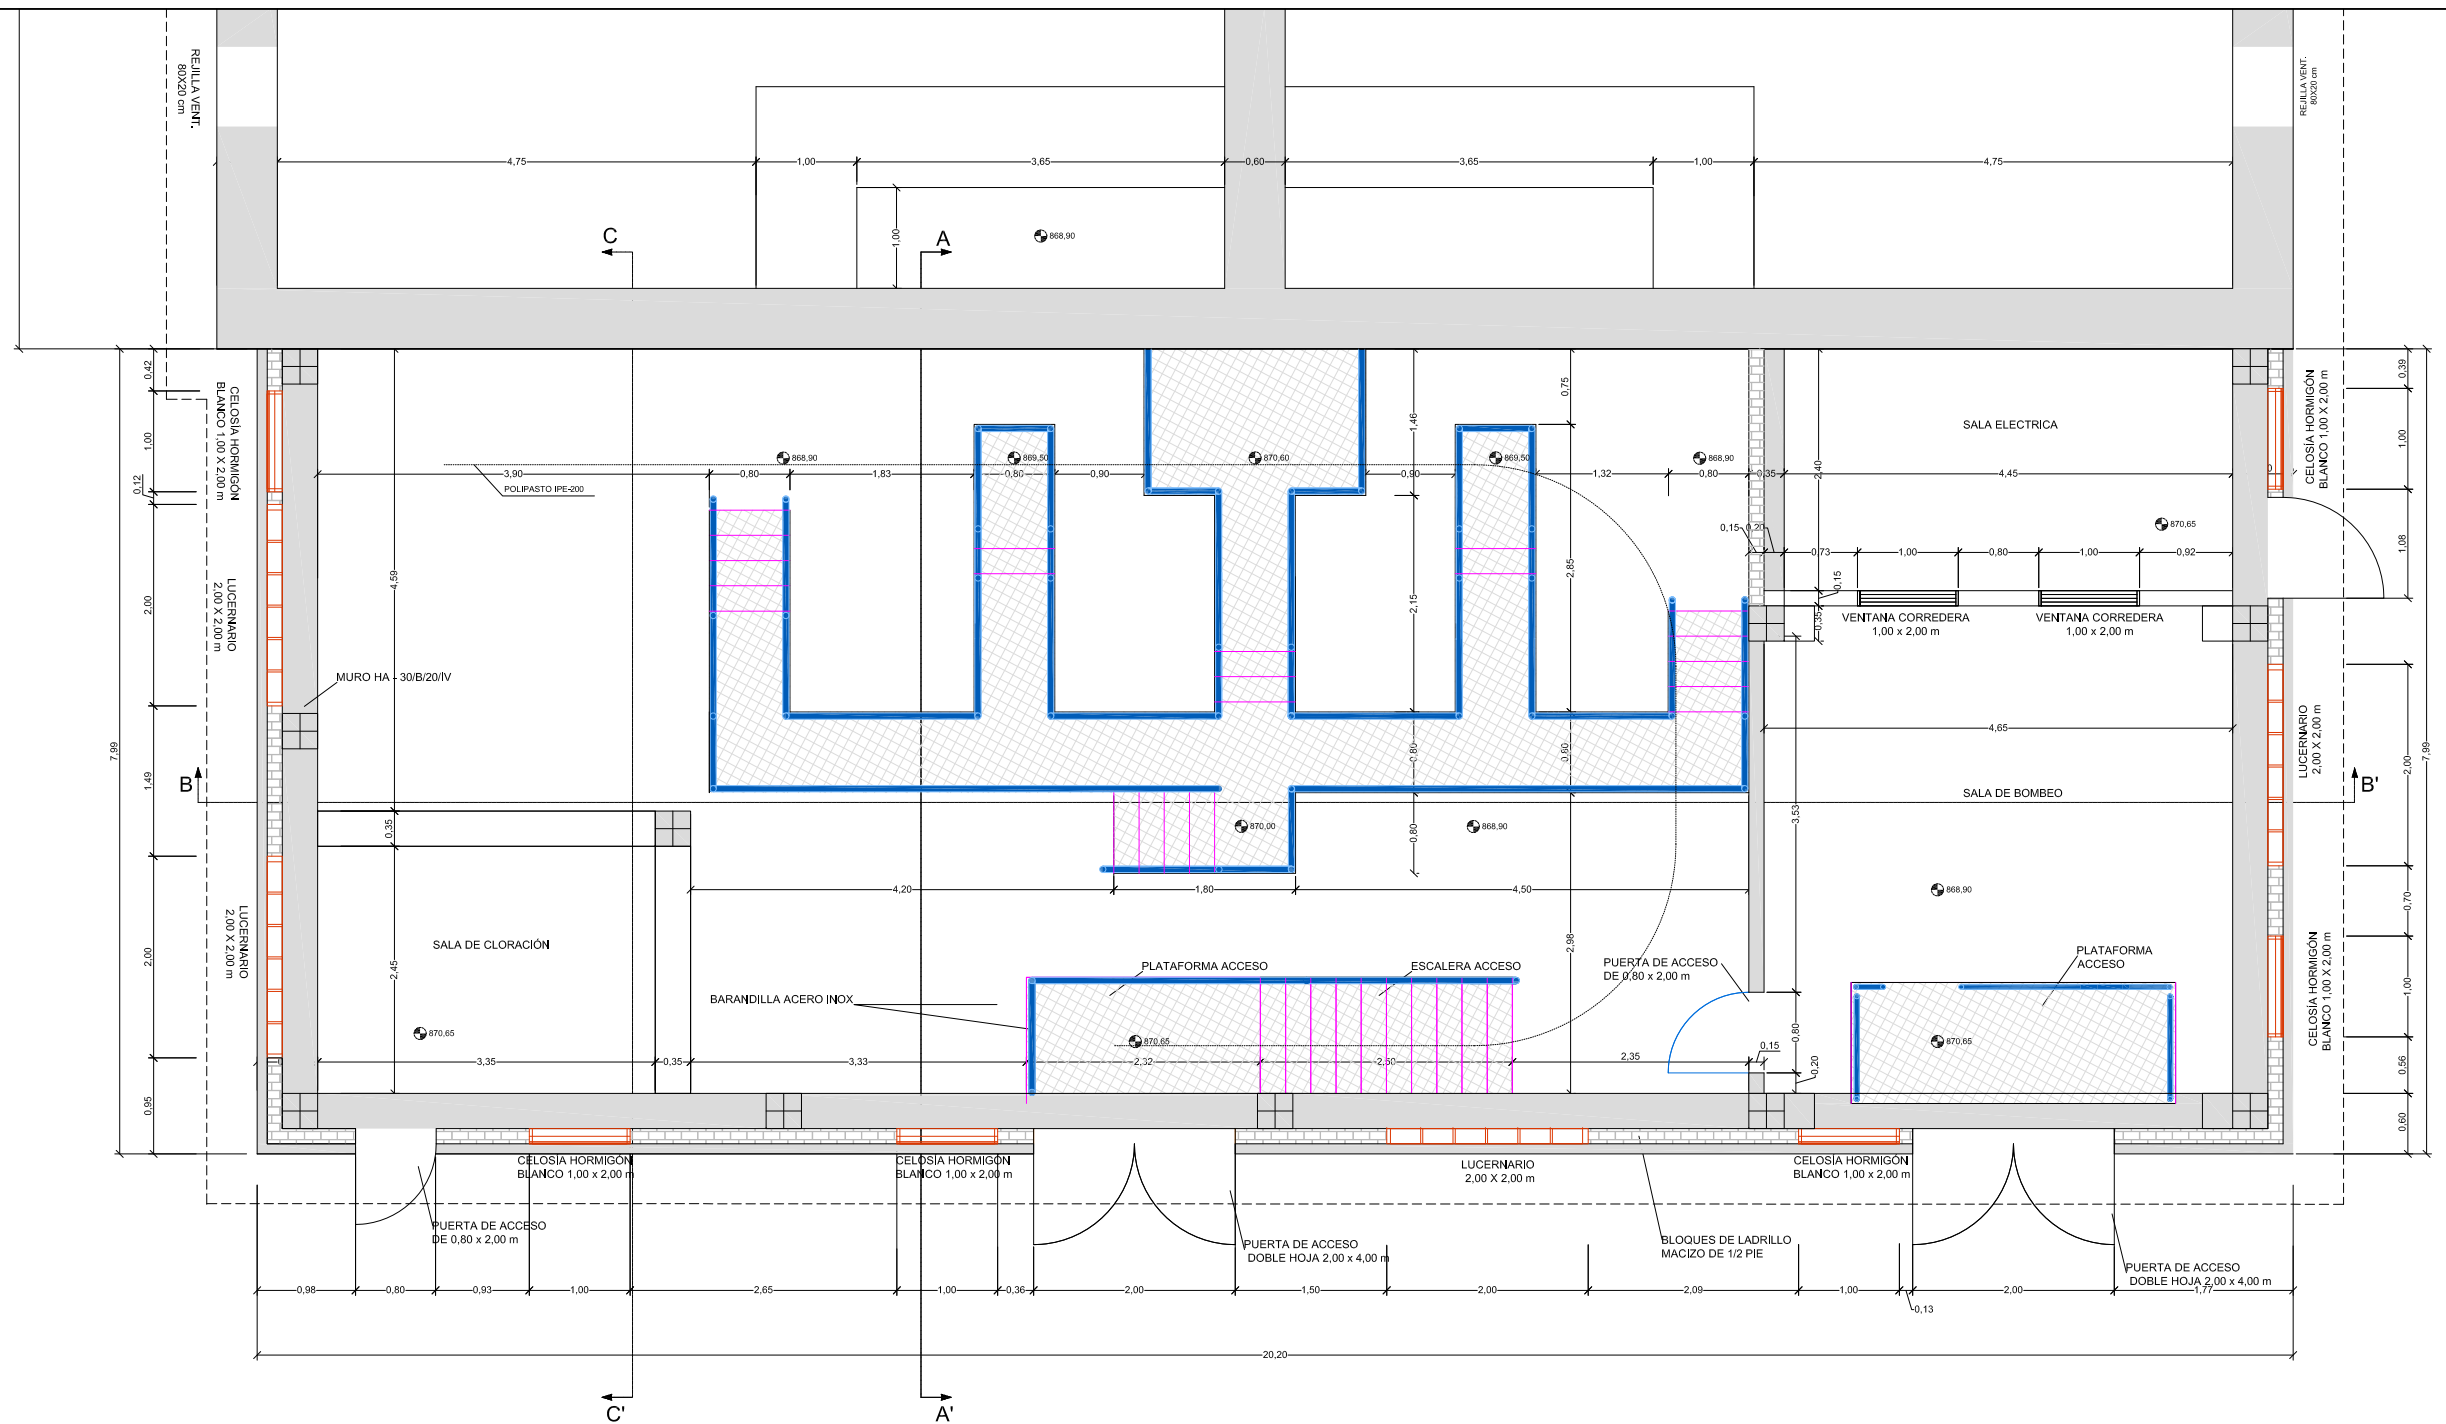 REJILLA VENT.
80X20 cm
REJILLA VENT.
80X20 cm
4,75
1,00
3,65
0,60
3,65
1,00
4,75
C
A
1,00
868,90
0,42
1,00
0,12
2,00
1,49
2,00
0,95
7,99
CELOSÍA HORMIGÓN
BLANCO 1,00 X 2,00 m
LUCERNARIO
2,00 X 2,00 m
LUCERNARIO
2,00 X 2,00 m
4,59
0,35
2,45
MURO HA - 30/B/20/IV
POLIPASTO IPE-200
3,90
0,80
1,83
0,80
0,90
0,90
1,32
0,80
0,35
4,45
868,90
869,50
870,60
869,50
868,90
1,46
0,75
2,15
2,85
0,80
0,80
0,80
2,98
2,40
0,15
0,35
SALA ELECTRICA
870,65
0,15
0,20
0,73
1,00
0,80
1,00
0,92
VENTANA CORREDERA
1,00 x 2,00 m
VENTANA CORREDERA
1,00 x 2,00 m
4,65
3,53
SALA DE BOMBEO
B
B'
870,00
868,90
868,90
4,20
1,80
4,50
SALA DE CLORACIÓN
870,65
PLATAFORMA ACCESO
ESCALERA ACCESO
BARANDILLA ACERO INOX
PUERTA DE ACCESO
DE 0,80 x 2,00 m
PLATAFORMA
ACCESO
870,65
870,65
3,35
0,35
3,33
2,32
2,50
2,35
0,15
0,80
0,20
CELOSÍA HORMIGÓN
BLANCO 1,00 X 2,00 m
LUCERNARIO
2,00 X 2,00 m
CELOSÍA HORMIGÓN
BLANCO 1,00 X 2,00 m
0,39
1,00
1,08
2,00
0,70
1,00
0,56
0,60
7,99
CELOSÍA HORMIGÓN
BLANCO 1,00 x 2,00 m
CELOSÍA HORMIGÓN
BLANCO 1,00 x 2,00 m
LUCERNARIO
2,00 X 2,00 m
CELOSÍA HORMIGÓN
BLANCO 1,00 x 2,00 m
PUERTA DE ACCESO
DE 0,80 x 2,00 m
PUERTA DE ACCESO
DOBLE HOJA 2,00 x 4,00 m
BLOQUES DE LADRILLO
MACIZO DE 1/2 PIE
PUERTA DE ACCESO
DOBLE HOJA 2,00 x 4,00 m
0,98
0,80
0,93
1,00
2,65
1,00
0,36
2,00
1,50
2,00
2,09
1,00
0,13
2,00
1,77
20,20
C'
A'